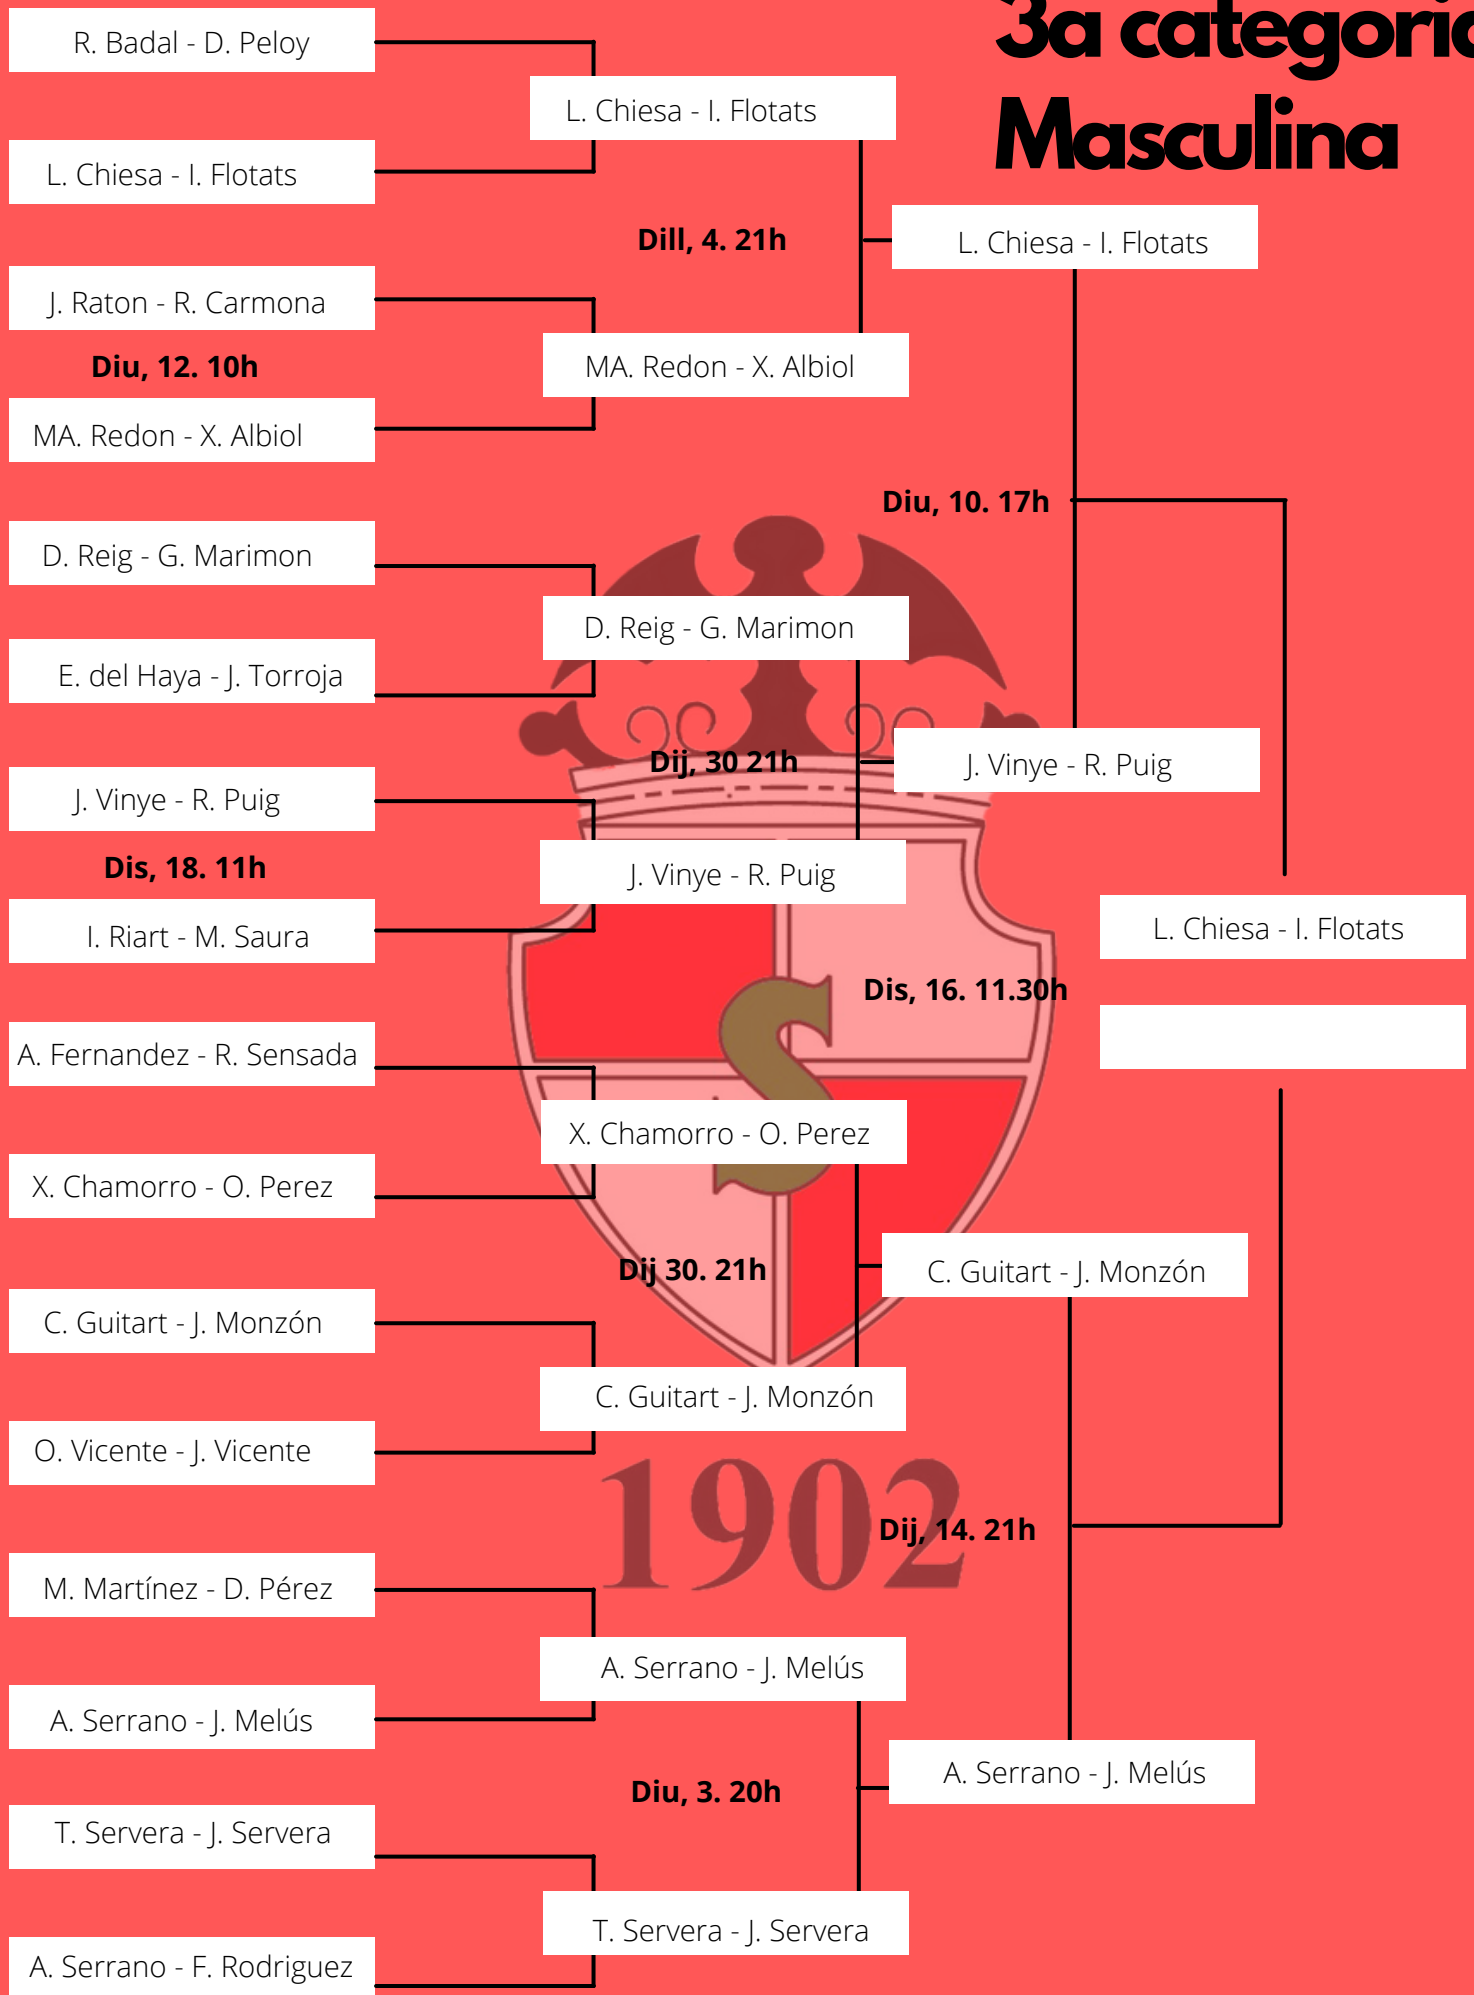 3a categoria
Masculina
R. Badal - D. Peloy
L. Chiesa - I. Flotats
L. Chiesa - I. Flotats
Dill, 4. 21h
L. Chiesa - I. Flotats
J. Raton - R. Carmona
Diu, 12. 10h
MA. Redon - X. Albiol
MA. Redon - X. Albiol
Diu, 10. 17h
D. Reig - G. Marimon
D. Reig - G. Marimon
E. del Haya - J. Torroja
Dij, 30 21h
J. Vinye - R. Puig
J. Vinye - R. Puig
Dis, 18. 11h
J. Vinye - R. Puig
I. Riart - M. Saura
L. Chiesa - I. Flotats
Dis, 16. 11.30h
A. Fernandez - R. Sensada
X. Chamorro - O. Perez
X. Chamorro - O. Perez
S
Dij 30. 21h
C. Guitart - J. Monzón
C. Guitart - J. Monzón
C. Guitart - J. Monzón
O. Vicente - J. Vicente
1902
Dij, 14. 21h
M. Martínez - D. Pérez
A. Serrano - J. Melús
A. Serrano - J. Melús
Diu, 3. 20h
A. Serrano - J. Melús
T. Servera - J. Servera
T. Servera - J. Servera
A. Serrano - F. Rodriguez